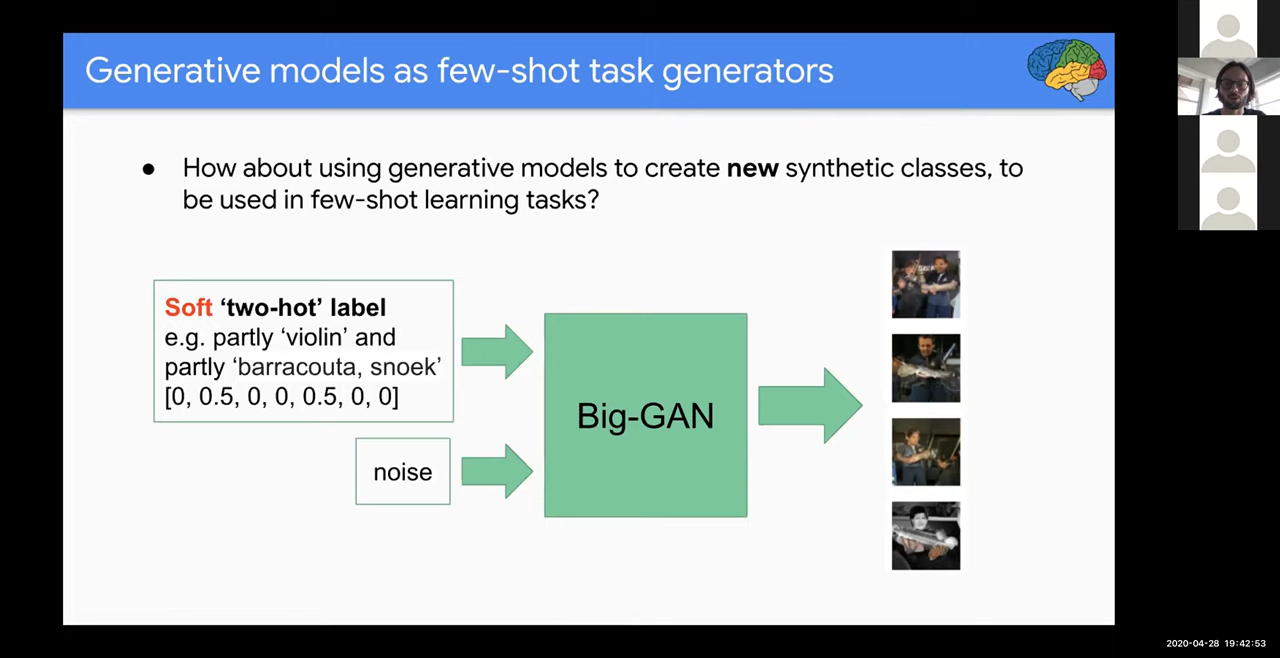 Generative models as few-shot task generators
● How about using generative models to create new synthetic classes, to
be used in few-shot learning tasks?
Soft ‘two-hot’ label
e.g. partly ‘violin’ and
partly ‘barracouta, snoek’
[0, 0.5, 0, 0, 0.5, 0, 0]
noise
Big-GAN
2020-04-28 19:42:53